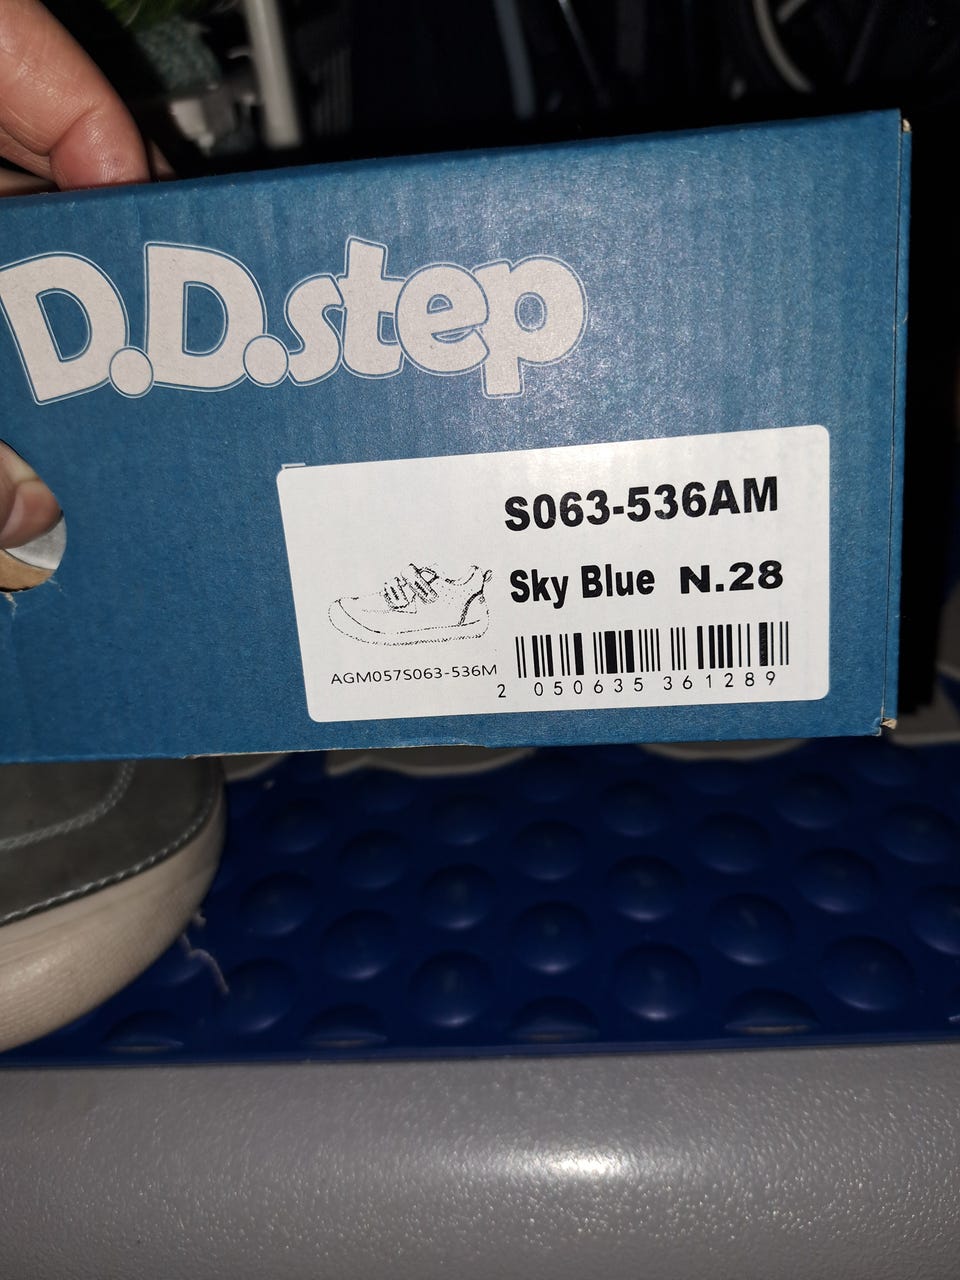 D.D.step
S063-536AM
Sky Blue N.28
AGM057S063-536M
2 050635 361289